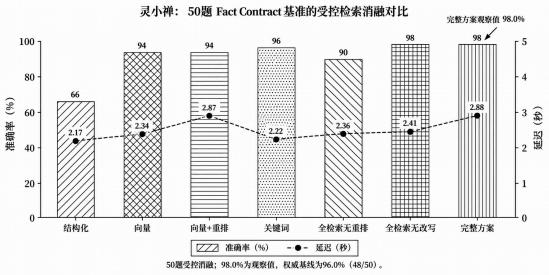 灵小禅： 50题 Fact Contract 基准的受控检索消融对比
完整方案观察值 98.0%
准确率（%）
100
80
60
40
20
0
66
94
94
96
90
98
98
2.17
2.34
2.87
2.22
2.36
2.41
2.88
5
4
3
2
1
0
延迟（秒）
结构化
向量
向量+重排
关键词
全检索无重排
全检索无改写
完整方案
准确率（%）
延迟（秒）
50题受控消融；98.0%为观察值，权威基线为96.0%（48/50）。